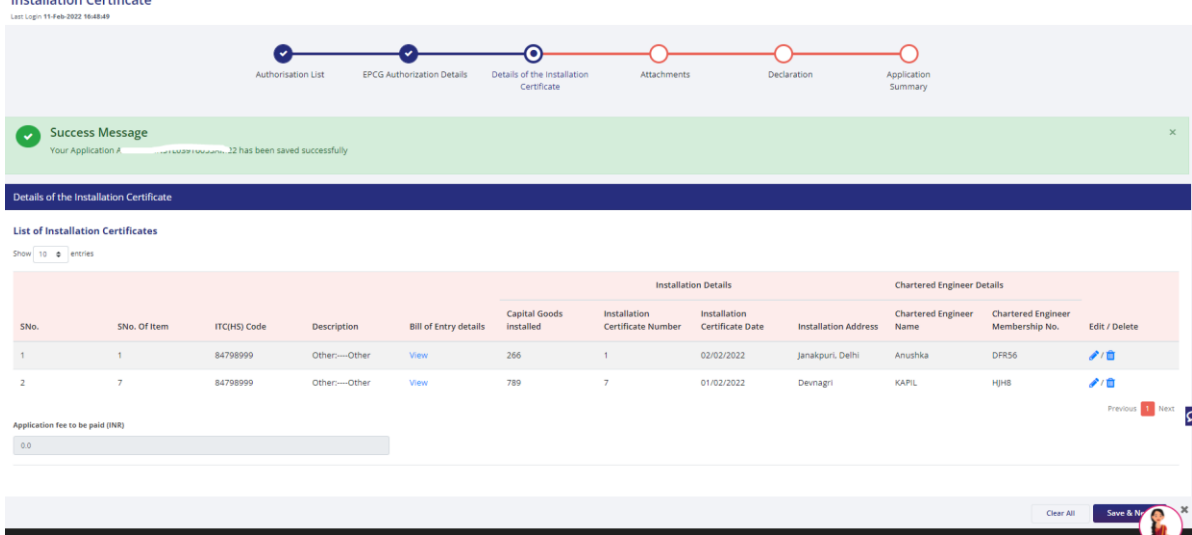 Installation Certificate
Last Login 11-Feb-2022 16:48:49
Authorisation List
EPCG Authorization Details
Details of the Installation
Certificate
Attachments
Declaration
Application
Summary
Success Message
Your Application has been saved successfully
Details of the Installation Certificate
List of Installation Certificates
Show 10 entries
Installation Details Chartered Engineer Details
SNo. SNo. Of Item ITC(HS) Code Description Bill of Entry details Capital Goods installed Installation Certificate Number Installation Certificate Date Installation Address Chartered Engineer Name Chartered Engineer Membership No. Edit / Delete
1 1 84798999 Other:----Other View 266 1 02/02/2022 Janakpuri, Delhi Anushka DFR56 /
2 7 84798999 Other:----Other View 789 7 01/02/2022 Devnagri KAPIL HJH8 /
Previous 1 Next
Application fee to be paid (INR)
0.0
Clear All Save &